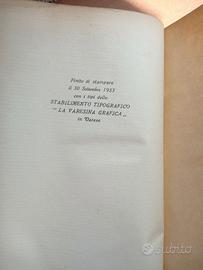 Finito di stampare
il 30 Settembre 1933
con i tipi dello
STABILIMENTO TIPOGRAFICO
"LA VARESINA GRAFICA"
in Varese
subito